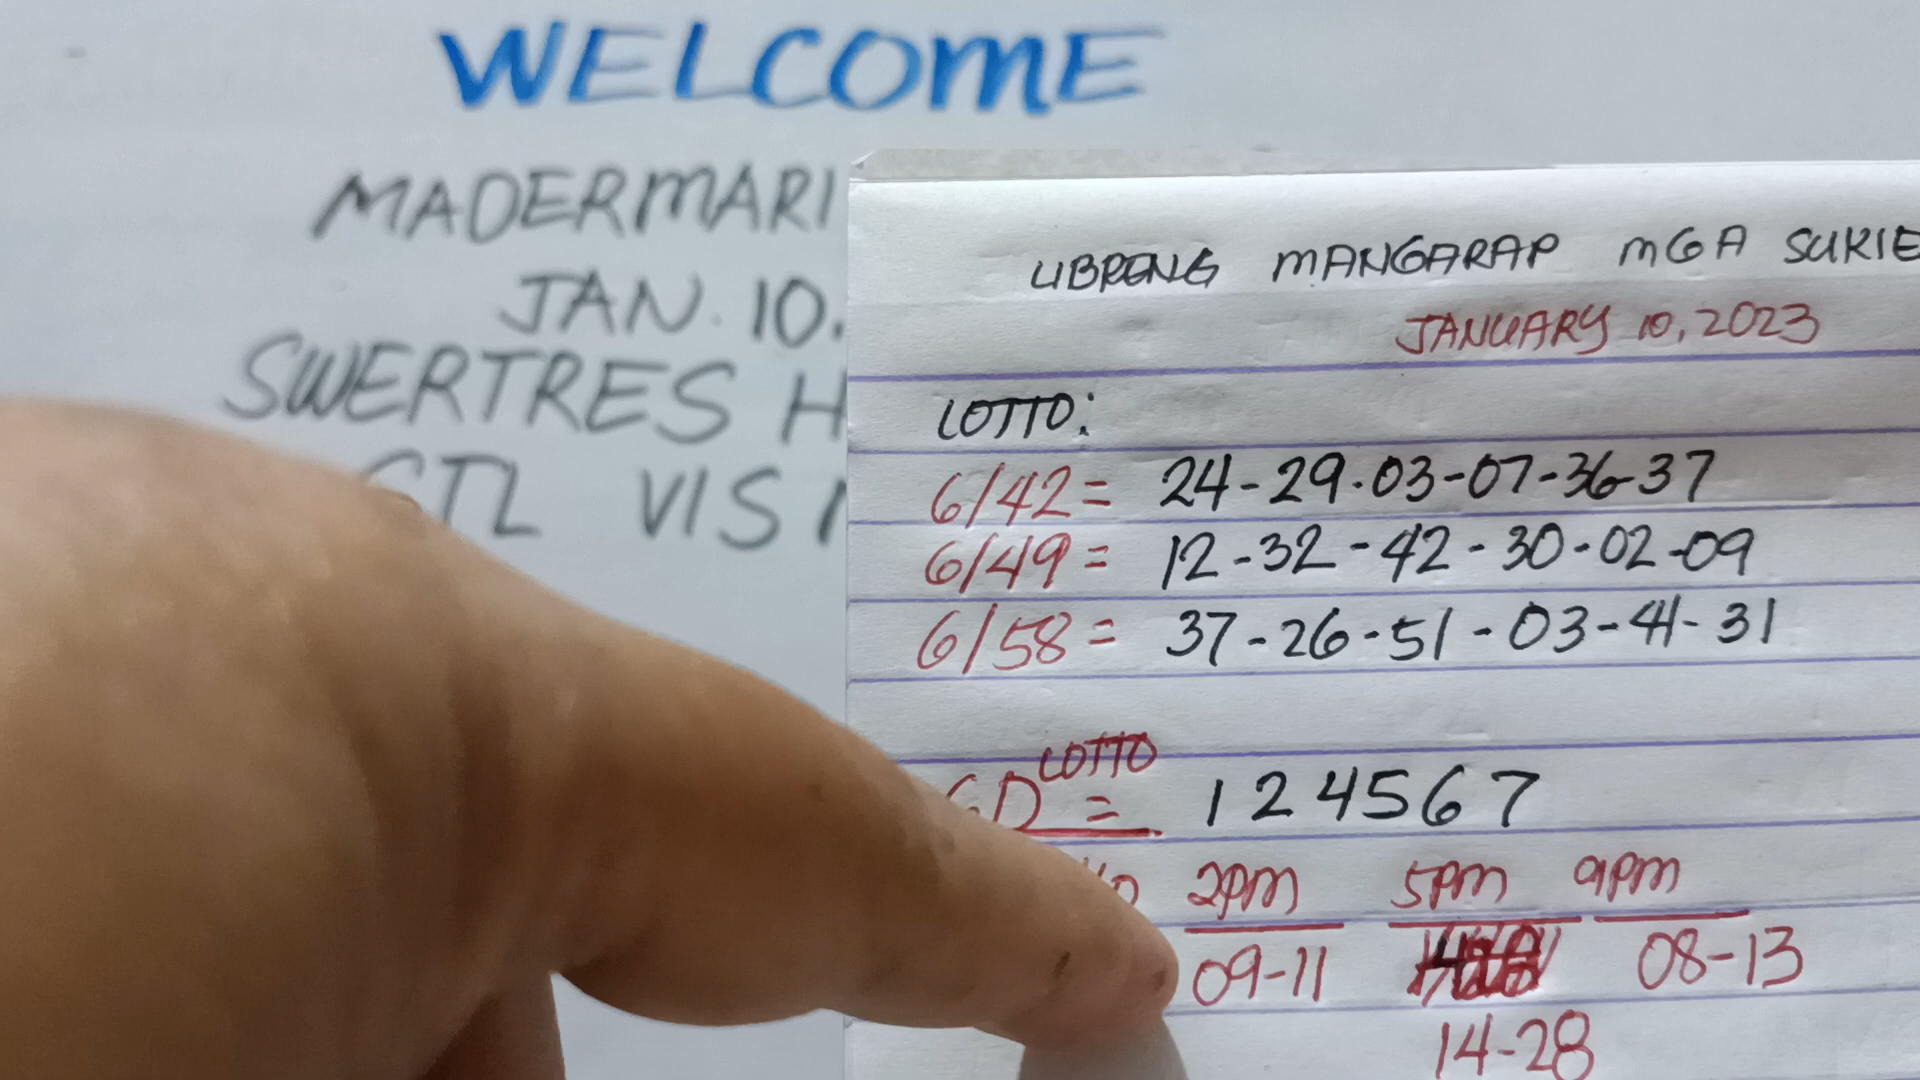 WELCOME
MADERMARI
JAN. 10.
SWERTRES H
STL VIS
LIBRENG MANGARAP MGA SUKIE
JANUARY 10, 2023
LOTTO:
6/42 = 24-29-03-07-36-37
6/49 = 12-32-42-30-02-09
6/58 = 37-26-51-03-41-31
6D LOTTO = 124567
2PM 5PM 9PM
09-11 08-13
14-28